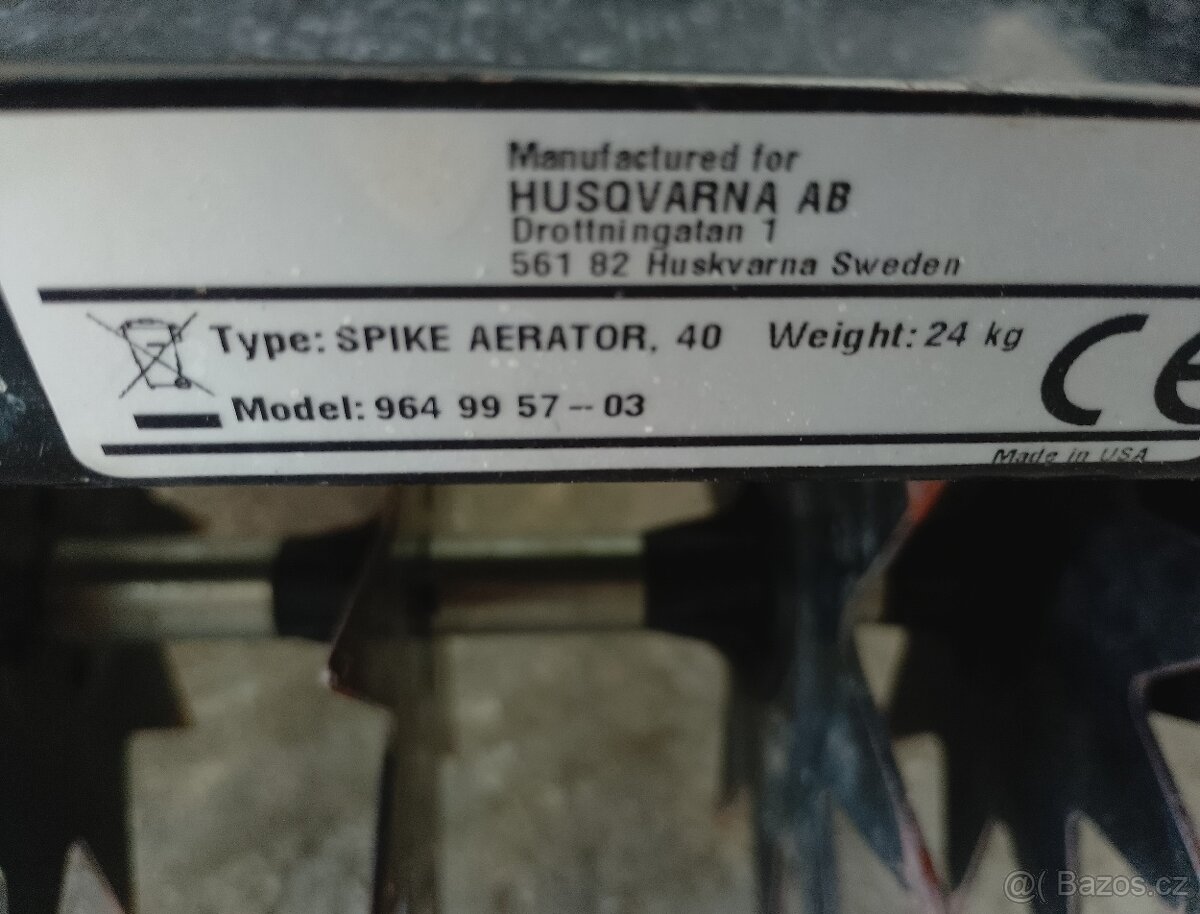 Manufactured for
HUSQVARNA AB
Drottningatan 1
561 82 Huskvarna Sweden
Type: SPIKE AERATOR, 40 Weight: 24 kg
Model: 964 99 57-03
CE
Made in USA
@( Bazos.cz